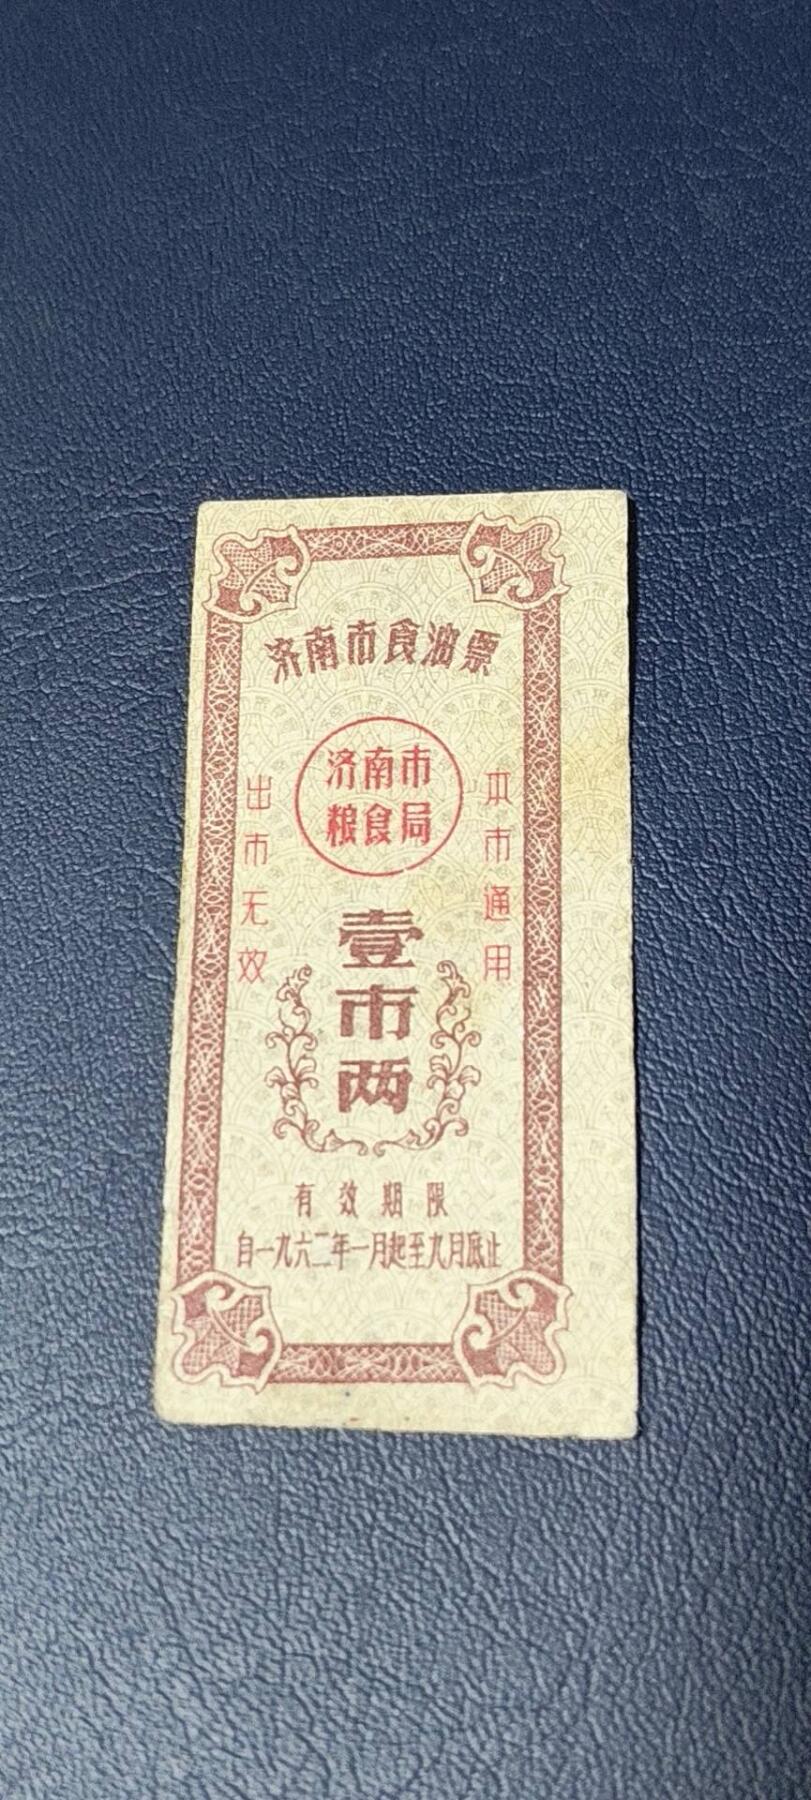 济南市食油票
济南市
粮食局
本市通用
出市无效
壹市两
有效期限
自一九六二年一月起至九月底止